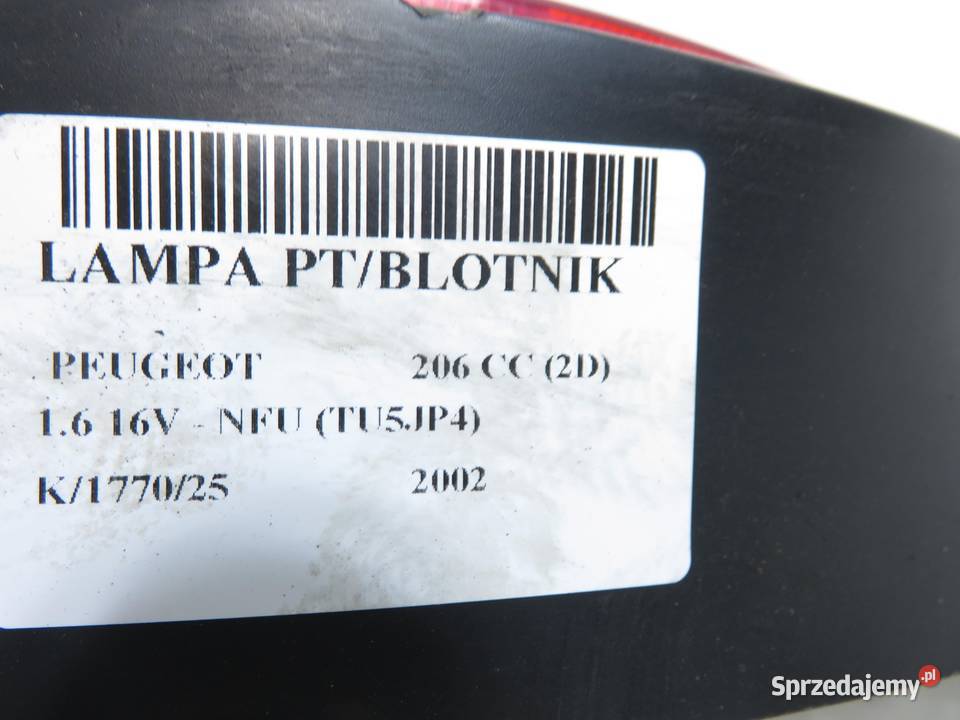 LAMPA PT/BLOTNIK
PEUGEOT 206 CC (2D)
1.6 16V - NFU (TU5JP4)
K/1770/25 2002
Sprzedajemy.pl